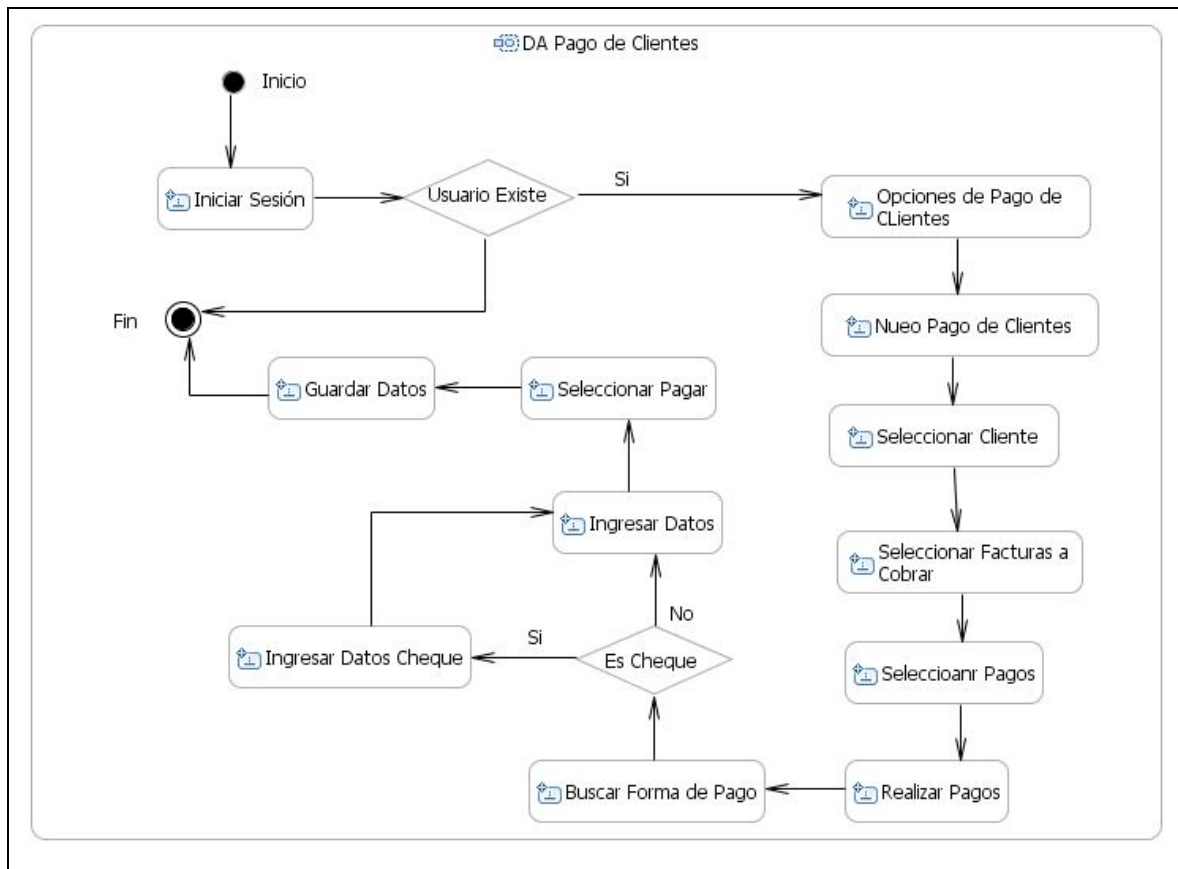 DA Pago de Clientes
Inicio
Iniciar Sesión
Usuario Existe
Si
Opciones de Pago de
CLientes
Nueo Pago de Clientes
Seleccionar Cliente
Seleccionar Facturas a
Cobrar
Seleccioanr Pagos
Realizar Pagos
Buscar Forma de Pago
Es Cheque
Si
No
Ingresar Datos Cheque
Ingresar Datos
Seleccionar Pagar
Guardar Datos
Fin